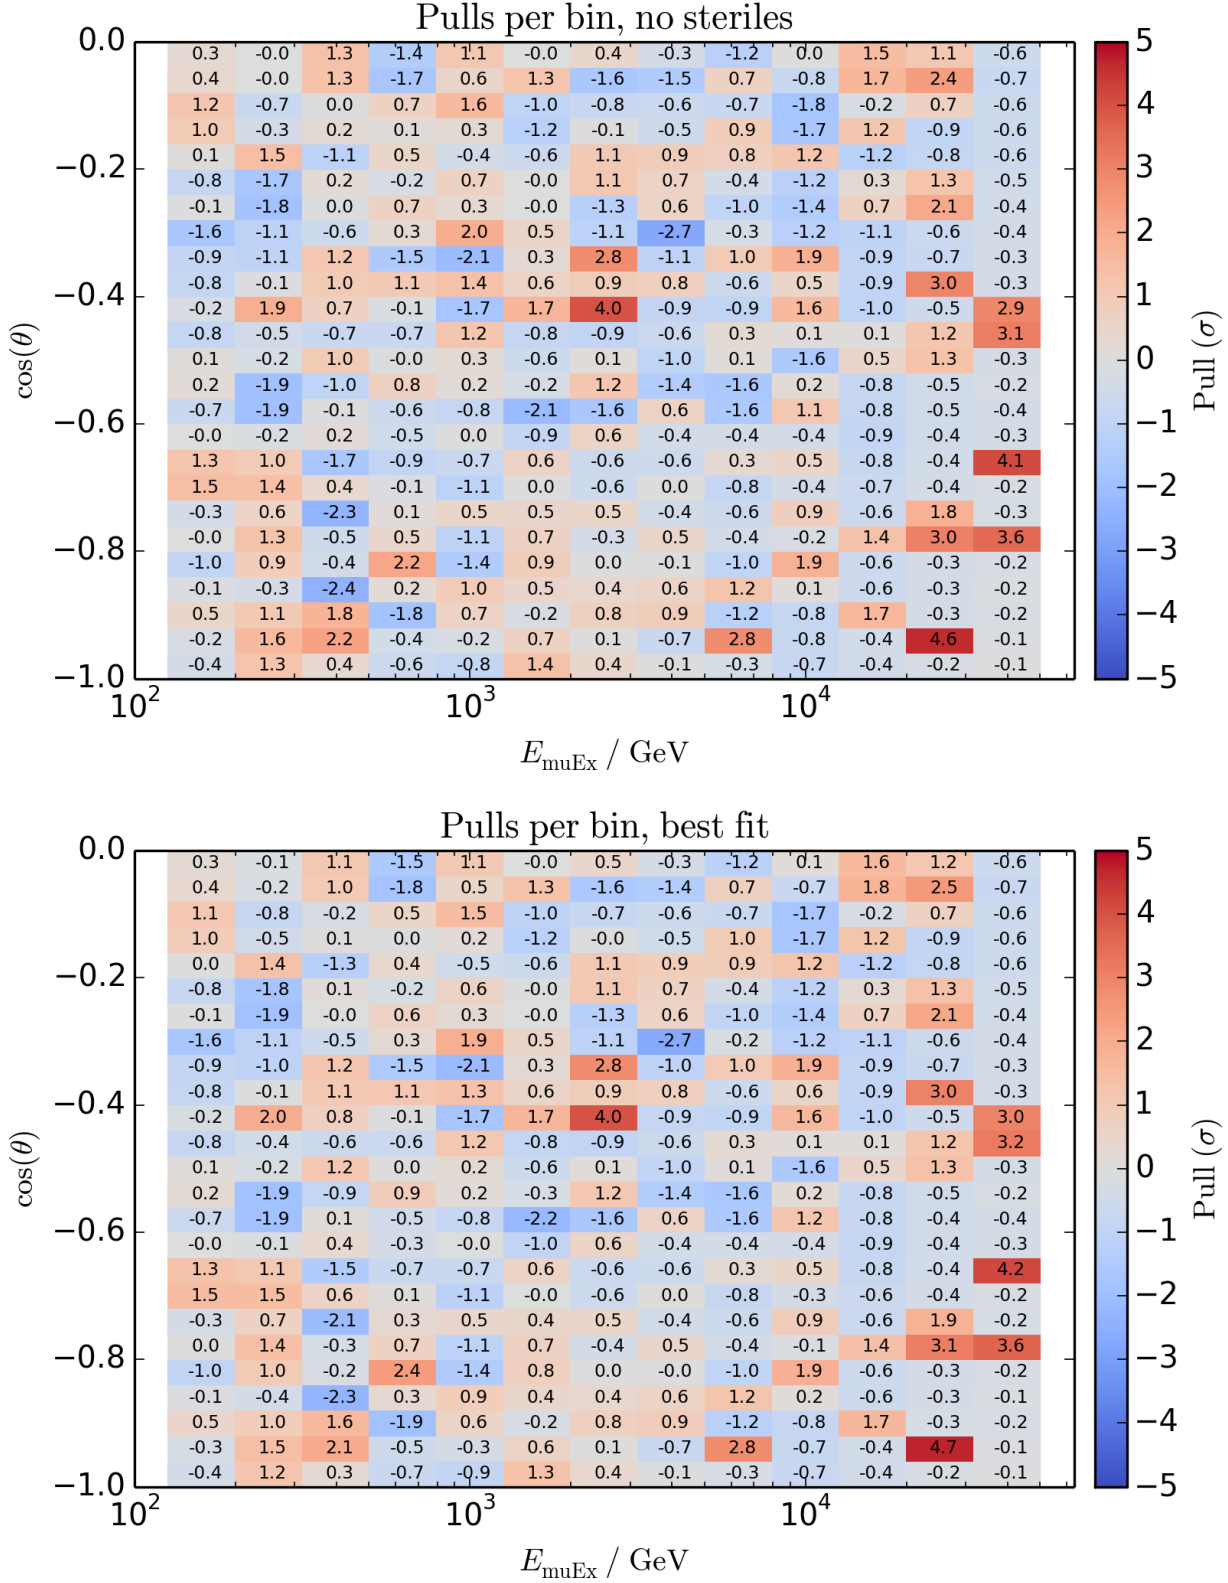 Pulls per bin, no steriles
0.0 0.3 -0.0 1.3 -1.4 1.1 -0.0 0.4 -0.3 -1.2 0.0 1.5 1.1 -0.6 5
0.4 -0.0 1.3 -1.7 0.6 1.3 -1.6 -1.5 0.7 -0.8 1.7 2.4 -0.7
1.2 -0.7 0.0 0.7 1.6 -1.0 -0.8 -0.6 -0.7 -1.8 -0.2 0.7 -0.6 4
1.0 -0.3 0.2 0.1 0.3 -1.2 -0.1 -0.5 0.9 -1.7 1.2 -0.9 -0.6
−0.2 0.1 1.5 -1.1 0.5 -0.4 -0.6 1.1 0.9 0.8 1.2 -1.2 -0.8 -0.6 3
-0.8 -1.7 0.2 -0.2 0.7 -0.0 1.1 0.7 -0.4 -1.2 0.3 1.3 -0.5
-0.1 -1.8 0.0 0.7 0.3 -0.0 -1.3 0.6 -1.0 -1.4 0.7 2.1 -0.4
-1.6 -1.1 -0.6 0.3 2.0 0.5 -1.1 -2.7 -0.3 -1.2 -1.1 -0.6 -0.4 2
-0.9 -1.1 1.2 -1.5 -2.1 0.3 2.8 -1.1 1.0 1.9 -0.9 -0.7 -0.3
-0.8 -0.1 1.0 1.1 1.4 0.6 0.9 0.8 -0.6 0.5 -0.9 3.0 -0.3 1
−0.4 -0.2 1.9 0.7 -0.1 -1.7 1.7 4.0 -0.9 -0.9 1.6 -1.0 -0.5 2.9
-0.8 -0.5 -0.7 -0.7 1.2 -0.8 -0.9 -0.6 0.3 0.1 0.1 1.2 3.1
cos(θ) 0.1 -0.2 1.0 -0.0 0.3 -0.6 0.1 -1.0 0.1 -1.6 0.5 1.3 -0.3 0 Pull (σ)
0.2 -1.9 -1.0 0.8 0.2 -0.2 1.2 -1.4 -1.6 0.2 -0.8 -0.5 -0.2
-0.7 -1.9 -0.1 -0.6 -0.8 -2.1 -1.6 0.6 -1.6 1.1 -0.8 -0.5 -0.4 −1
−0.6 -0.0 -0.2 0.2 -0.5 0.0 -0.9 0.6 -0.4 -0.4 -0.4 -0.9 -0.4 -0.3
1.3 1.0 -1.7 -0.9 -0.7 0.6 -0.6 -0.6 0.3 0.5 -0.8 -0.4 4.1
1.5 1.4 0.4 -0.1 -1.1 0.0 -0.6 0.0 -0.8 -0.4 -0.7 -0.4 -0.2 −2
-0.3 0.6 -2.3 0.1 0.5 0.5 0.5 -0.4 -0.6 0.9 -0.6 1.8 -0.3
-0.0 1.3 -0.5 0.5 -1.1 0.7 -0.3 0.5 -0.4 -0.2 1.4 3.0 3.6
−0.8 -1.0 0.9 -0.4 2.2 -1.4 0.9 0.0 -0.1 -1.0 1.9 -0.6 -0.3 -0.2 −3
-0.1 -0.3 -2.4 0.2 1.0 0.5 0.4 0.6 1.2 0.1 -0.6 -0.3 -0.2
0.5 1.1 1.8 -1.8 0.7 -0.2 0.8 0.9 -1.2 -0.8 1.7 -0.3 -0.2 −4
-0.2 1.6 2.2 -0.4 -0.2 0.7 0.1 -0.7 2.8 -0.8 -0.4 4.6 -0.1
−1.0 -0.4 1.3 0.4 -0.6 -0.8 1.4 0.4 -0.1 -0.3 -0.7 -0.4 -0.2 -0.1 −5
10² 10³ 10⁴
E_muEx / GeV
Pulls per bin, best fit
0.0 0.3 -0.1 1.1 -1.5 1.1 -0.0 0.5 -0.3 -1.2 0.1 1.6 1.2 -0.6 5
0.4 -0.2 1.0 -1.8 0.5 1.3 -1.6 -1.4 0.7 -0.7 1.8 2.5 -0.7
1.1 -0.8 -0.2 0.5 1.5 -1.0 -0.7 -0.6 -0.7 -1.7 -0.2 0.7 -0.6 4
1.0 -0.5 0.1 0.0 0.2 -1.2 -0.0 -0.5 1.0 -1.7 1.2 -0.9 -0.6
−0.2 0.0 1.4 -1.3 0.4 -0.5 -0.6 1.1 0.9 0.9 1.2 -1.2 -0.8 -0.6 3
-0.8 -1.8 0.1 -0.2 0.6 -0.0 1.1 0.7 -0.4 -1.2 0.3 1.3 -0.5
-0.1 -1.9 -0.0 0.6 0.3 -0.0 -1.3 0.6 -1.0 -1.4 0.7 2.1 -0.4
-1.6 -1.1 -0.5 0.3 1.9 0.5 -1.1 -2.7 -0.2 -1.2 -1.1 -0.6 -0.4 2
-0.9 -1.0 1.2 -1.5 -2.1 0.3 2.8 -1.0 1.0 1.9 -0.9 -0.7 -0.3
-0.8 -0.1 1.1 1.1 1.3 0.6 0.9 0.8 -0.6 0.6 -0.9 3.0 -0.3 1
−0.4 -0.2 2.0 0.8 -0.1 -1.7 1.7 4.0 -0.9 -0.9 1.6 -1.0 -0.5 3.0
-0.8 -0.4 -0.6 -0.6 1.2 -0.8 -0.9 -0.6 0.3 0.1 0.1 1.2 3.2
cos(θ) 0.1 -0.2 1.2 0.0 0.2 -0.6 0.1 -1.0 0.1 -1.6 0.5 1.3 -0.3 0 Pull (σ)
0.2 -1.9 -0.9 0.9 0.2 -0.3 1.2 -1.4 -1.6 0.2 -0.8 -0.5 -0.2
-0.7 -1.9 0.1 -0.5 -0.8 -2.2 -1.6 0.6 -1.6 1.2 -0.8 -0.4 -0.4 −1
−0.6 -0.0 -0.1 0.4 -0.3 -0.0 -1.0 0.6 -0.4 -0.4 -0.4 -0.9 -0.4 -0.3
1.3 1.1 -1.5 -0.7 -0.7 0.6 -0.6 -0.6 0.3 0.5 -0.8 -0.4 4.2
1.5 1.5 0.6 0.1 -1.1 -0.0 -0.6 0.0 -0.8 -0.3 -0.6 -0.4 -0.2 −2
-0.3 0.7 -2.1 0.3 0.5 0.4 0.5 -0.4 -0.6 0.9 -0.6 1.9 -0.2
0.0 1.4 -0.3 0.7 -1.1 0.7 -0.4 0.5 -0.4 -0.1 1.4 3.1 3.6
−0.8 -1.0 1.0 -0.2 2.4 -1.4 0.8 0.0 -0.0 -1.0 1.9 -0.6 -0.3 -0.2 −3
-0.1 -0.4 -2.3 0.3 0.9 0.4 0.4 0.6 1.2 0.2 -0.6 -0.3 -0.1
0.5 1.0 1.6 -1.9 0.6 -0.2 0.8 0.9 -1.2 -0.8 1.7 -0.3 -0.2 −4
-0.3 1.5 2.1 -0.5 -0.3 0.6 0.1 -0.7 2.8 -0.7 -0.4 4.7 -0.1
−1.0 -0.4 1.2 0.3 -0.7 -0.9 1.3 0.4 -0.1 -0.3 -0.7 -0.4 -0.2 -0.1 −5
10² 10³ 10⁴
E_muEx / GeV